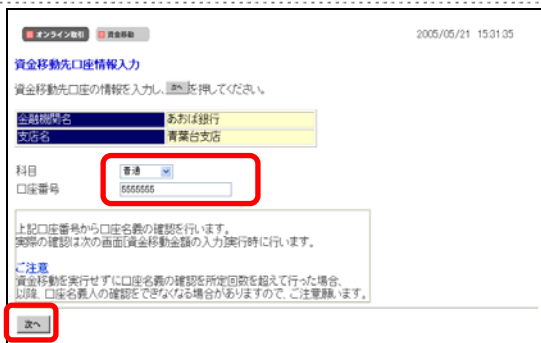 オンライン取引 資金移動 2005/05/21 15:31:35
資金移動先口座情報入力
資金移動先口座の情報を入力し、次へを押してください。
金融機関名 あおば銀行
支店名 青葉台支店
科目 普通
口座番号 5555555
上記口座番号から口座名義の確認を行います。
実際の確認は次の画面[資金移動金額の入力]実行時に行います。
ご注意
資金移動を実行せずに口座名義の確認を所定回数を超えて行った場合、
以降、口座名義人の確認をできなくなる場合がありますので、ご注意願います。
次へ